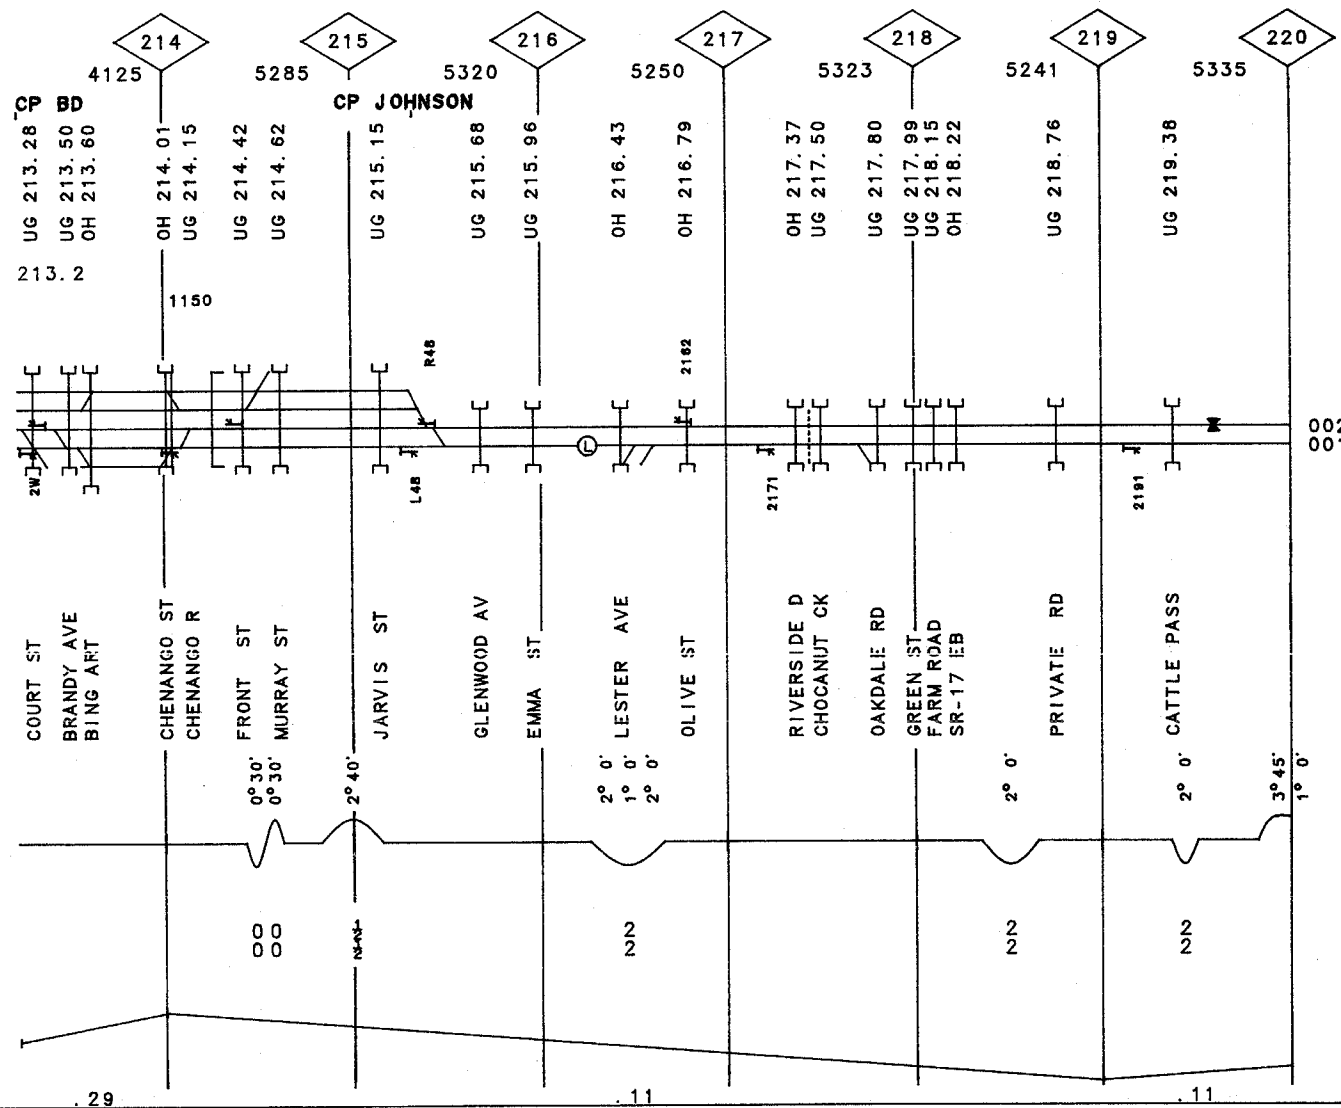 214 215 216 217 218 219 220
4125 5285 5320 5250 5323 5241 5335
CP BD CP JOHNSON
UG 213.28
UG 213.50
OH 213.60
OH 214.01
UG 214.15
UG 214.42
UG 214.62
UG 215.15
UG 215.68
UG 215.96
OH 216.43
OH 216.79
OH 217.37
UG 217.50
UG 217.80
UG 217.99
UG 218.15
OH 218.22
UG 218.76
UG 219.38
213.2
1150
R48
2162
002
001
L
2W
L48
2171
2191
COURT ST
BRANDY AVE
BING ART
CHENANGO ST
CHENANGO R
FRONT ST
MURRAY ST
JARVIS ST
GLENWOOD AV
EMMA ST
LESTER AVE
OLIVE ST
RIVERSIDE D
CHOCANUT CK
OAKDALE RD
GREEN ST
FARM ROAD
SR-17 EB
PRIVATE RD
CATTLE PASS
0° 30'
0° 30'
2° 40'
2° 0'
1° 0'
2° 0'
2° 0'
2° 0'
3° 45'
1° 0'
0 0 2 2 2
0 0 2 2 2
.29 .11 .11